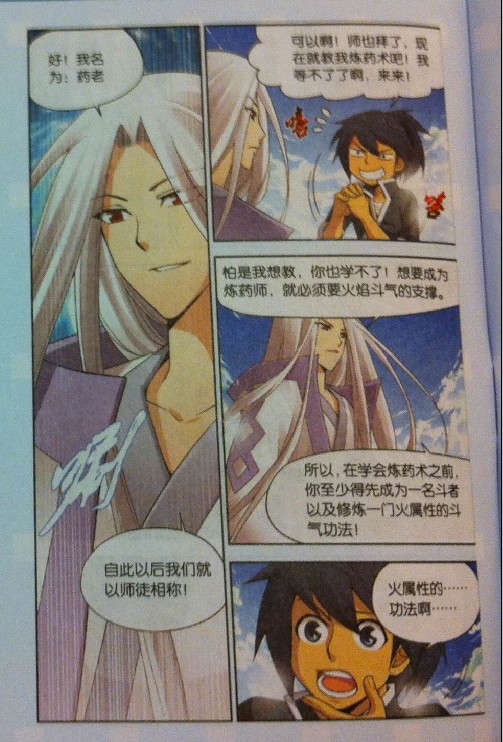 好！我名
为：药老
自此以后我们就
以师徒相称！
可以啊！师也拜了，现
在就教我炼药术吧！我
等不了了啊，来来！
怕是我想教，你也学不了！想要成为
炼药师，就必须要火焰斗气的支撑。
所以，在学会炼药术之前，
你至少得先成为一名斗者
以及修炼一门火属性的斗
气功法！
火属性的……
功法啊……